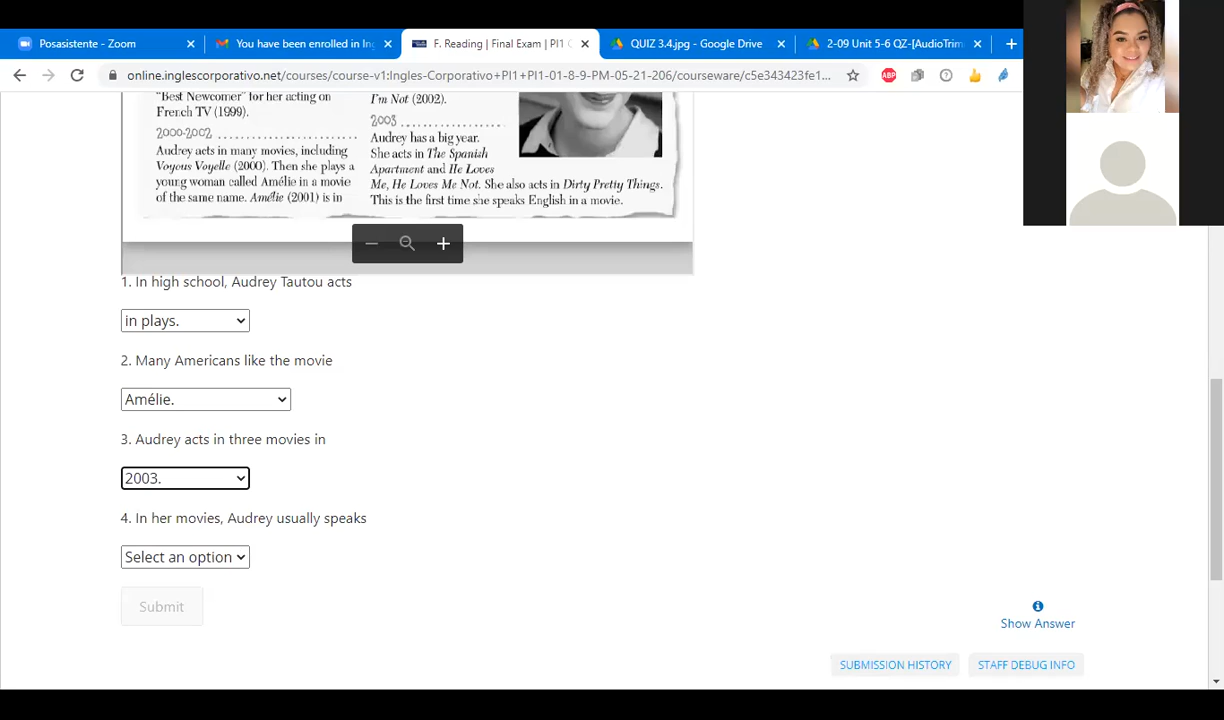 Posasistente - Zoom
You have been enrolled in Ing
F. Reading | Final Exam | PI1 C
QUIZ 3.4.jpg - Google Drive
2-09 Unit 5-6 QZ-[AudioTrim
online.inglescorporativo.net/courses/course-v1:Ingles-Corporativo+PI1+PI1-01-8-9-PM-05-21-206/courseware/c5e343423fe1...
ABP
"Best Newcomer" for her acting on
French TV (1999).
2000-2002
Audrey acts in many movies, including
Voyous Voyelle (2000). Then she plays a
young woman called Amélie in a movie
of the same name. Amélie (2001) is in
I'm Not (2002).
2003
Audrey has a big year.
She acts in The Spanish
Apartment and He Loves
Me, He Loves Me Not. She also acts in Dirty Pretty Things.
This is the first time she speaks English in a movie.
1. In high school, Audrey Tautou acts
in plays.
2. Many Americans like the movie
Amélie.
3. Audrey acts in three movies in
2003.
4. In her movies, Audrey usually speaks
Select an option
Submit
Show Answer
SUBMISSION HISTORY
STAFF DEBUG INFO